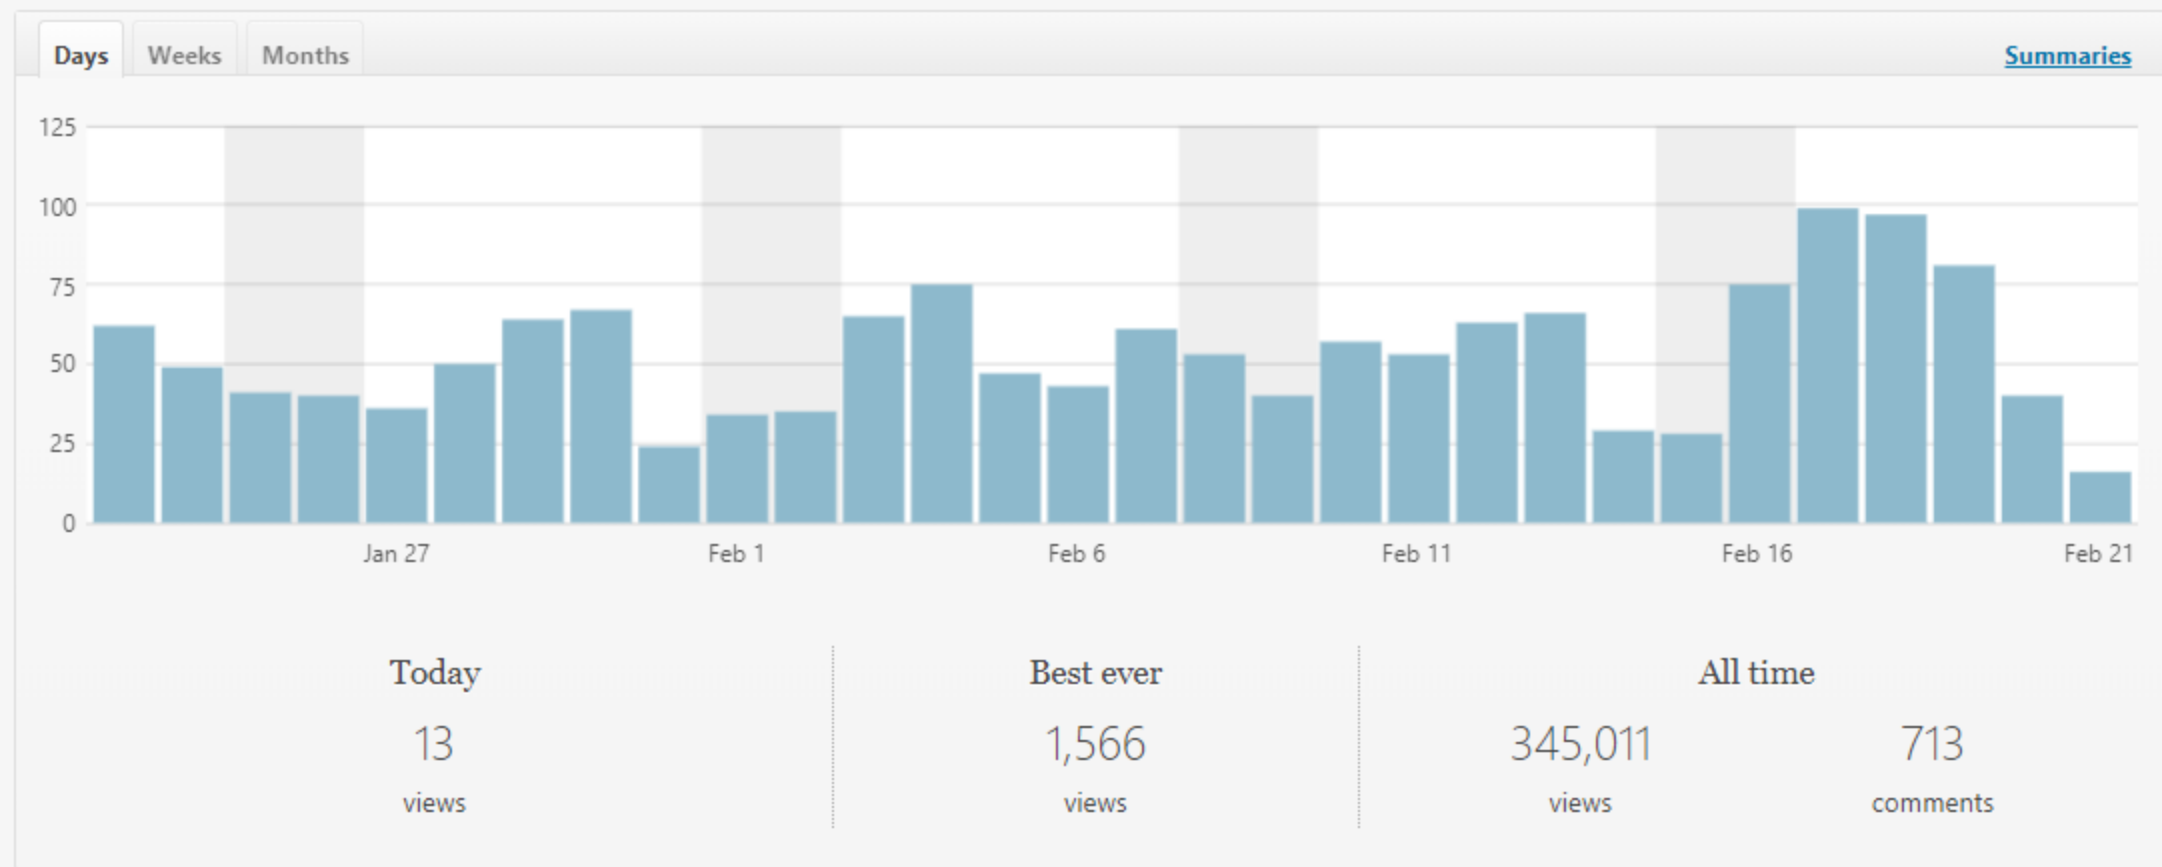 Days Weeks Months Summaries
125
100
75
50
25
0
Jan 27 Feb 1 Feb 6 Feb 11 Feb 16 Feb 21
Today Best ever All time
13 1,566 345,011 713
views views views comments